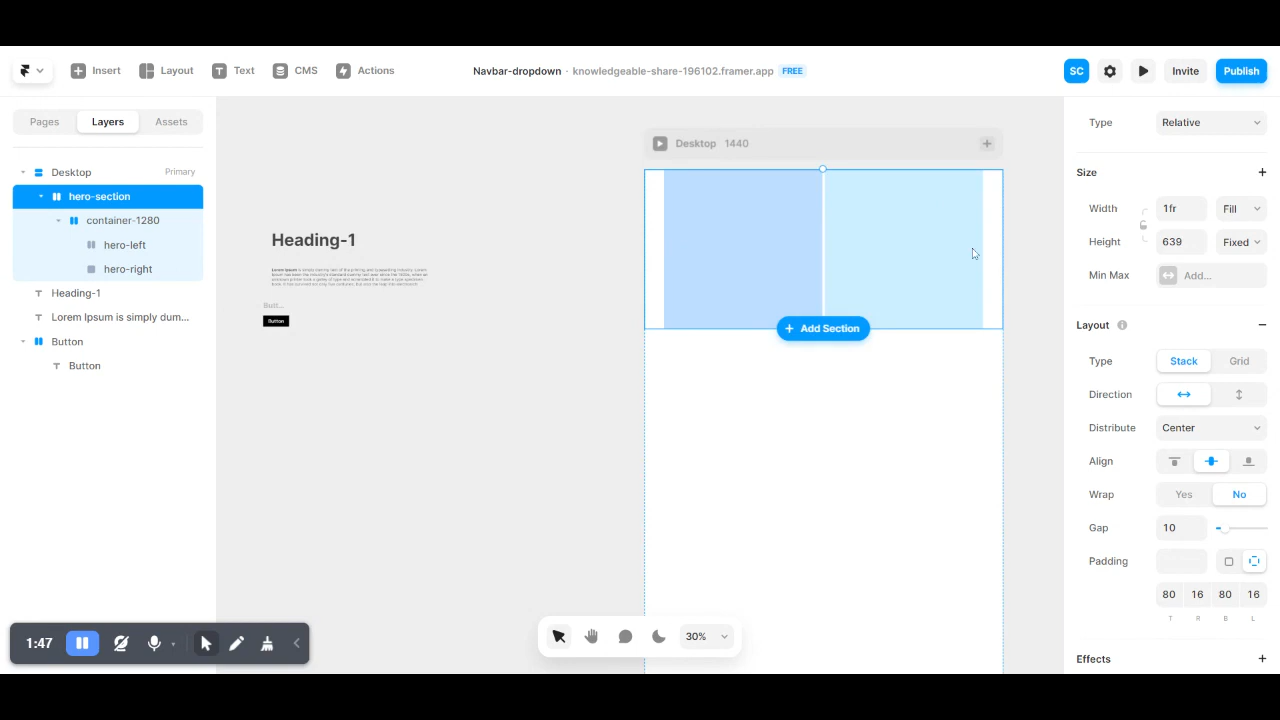 Insert Layout Text CMS Actions
Navbar-dropdown · knowledgeable-share-196102.framer.app FREE
SC Invite Publish
Pages Layers Assets
Desktop Primary
hero-section
container-1280
hero-left
hero-right
Heading-1
Lorem Ipsum is simply dum...
Button
Button
Heading-1
Butt...
Button
Desktop 1440
+ Add Section
30%
1:47
Type Relative
Size
Width 1fr Fill
Height 639 Fixed
Min Max Add...
Layout
Type Stack Grid
Direction
Distribute Center
Align
Wrap Yes No
Gap 10
Padding
80 16 80 16
T R B L
Effects